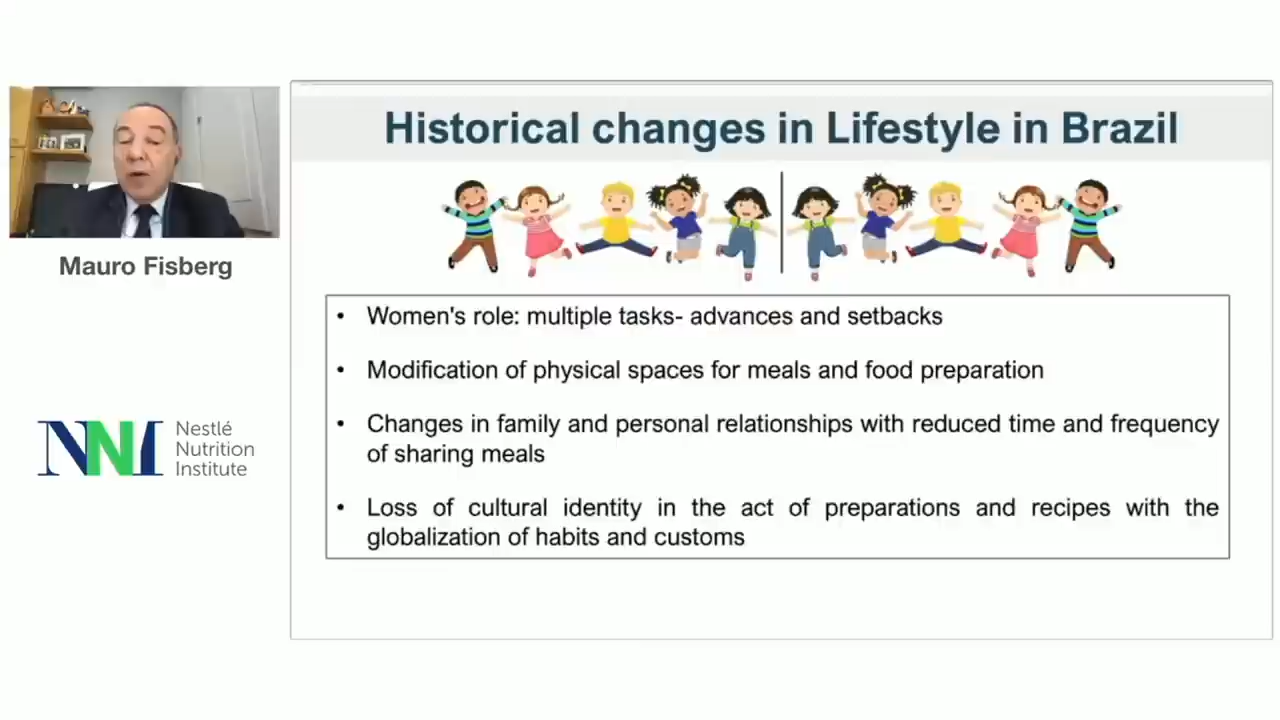 Historical changes in Lifestyle in Brazil
Mauro Fisberg
NNI Nestlé
Nutrition
Institute
• Women's role: multiple tasks- advances and setbacks
• Modification of physical spaces for meals and food preparation
• Changes in family and personal relationships with reduced time and frequency
of sharing meals
• Loss of cultural identity in the act of preparations and recipes with the
globalization of habits and customs